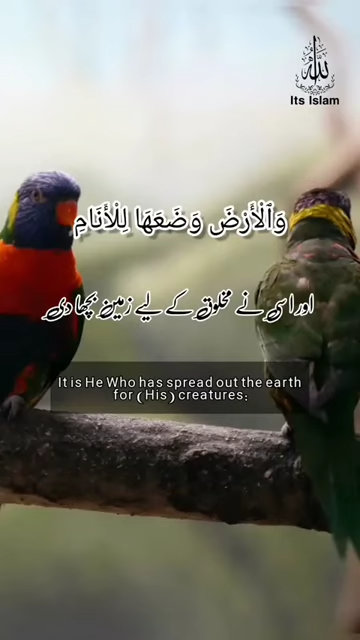 الله
Its Islam
وَٱلْأَرْضَ وَضَعَهَا لِلْأَنَامِ
اور اسی نے مخلوق کے لیے زمین بچھا دی
It is He Who has spread out the earth
for ( His ) creatures: